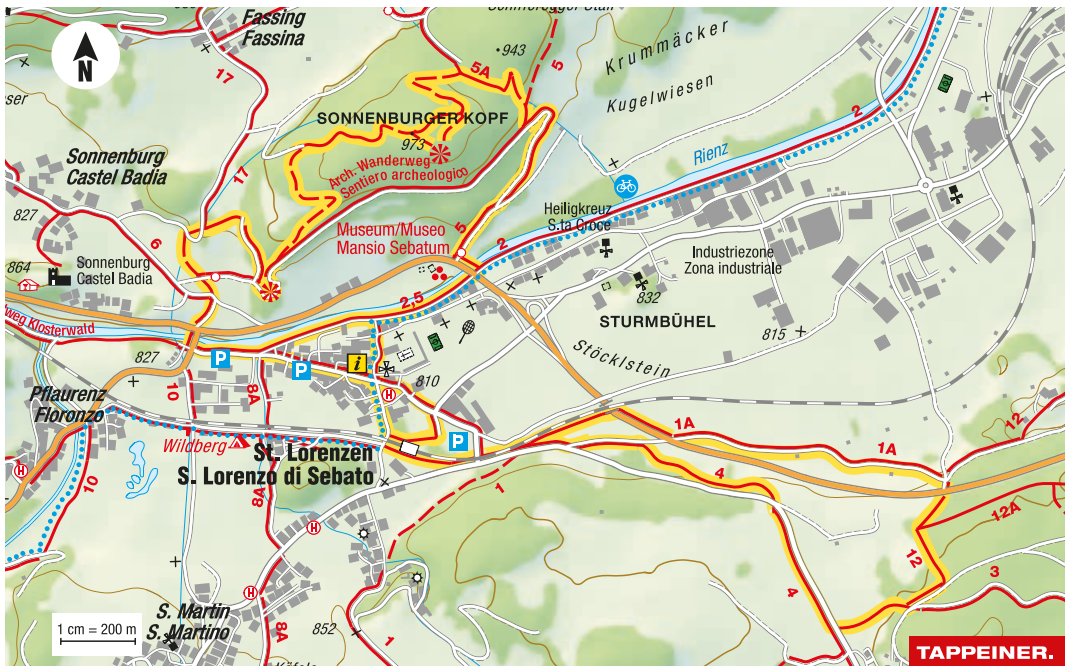 Fassing
Fassina
N
17
5A
943
5
Krummäcker
Kugelwiesen
2
SONNENBURGER KOPF
973
Arch. Wanderweg
Sentiero archeologico
Rienz
Sonnenburg
Castel Badia
17
827
6
Museum/Museo
Mansio Sebatum
5
2
Heiligkreuz
S.ta Croce
2
Industriezone
Zona industriale
864
Sonnenburg
Castel Badia
2,5
832
STURMBÜHEL
815
weg Klosterwald
827
P
P
i
810
Stöcklstein
10
8A
H
Pflaurenz
Floronzo
Wildberg
P
St. Lorenzen
S. Lorenzo di Sebato
1A
1A
12
4
H
10
8A
1
12A
H
12
3
H
4
S. Martin
S. Martino
8A
852
1
1 cm = 200 m
TAPPEINER.